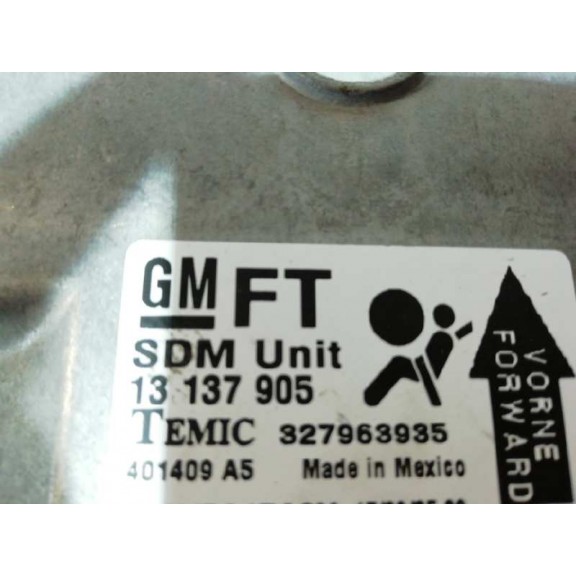 GM FT
SDM Unit
13 137 905
TEMIC 327963935
401409 A5 Made in Mexico
VORNE
FORWARD